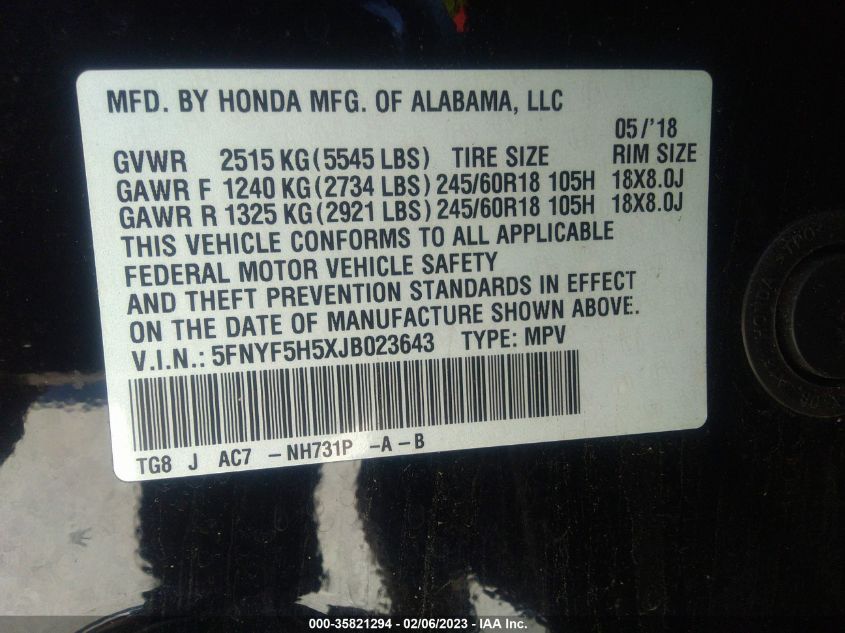 MFD. BY HONDA MFG. OF ALABAMA, LLC
05/'18
GVWR 2515 KG (5545 LBS) TIRE SIZE RIM SIZE
GAWR F 1240 KG (2734 LBS) 245/60R18 105H 18X8.0J
GAWR R 1325 KG (2921 LBS) 245/60R18 105H 18X8.0J
THIS VEHICLE CONFORMS TO ALL APPLICABLE
FEDERAL MOTOR VEHICLE SAFETY
AND THEFT PREVENTION STANDARDS IN EFFECT
ON THE DATE OF MANUFACTURE SHOWN ABOVE.
V.I.N.: 5FNYF5H5XJB023643 TYPE: MPV
TG8 J AC7 - NH731P - A - B
HONDA
000-35821294 - 02/06/2023 - IAA Inc.